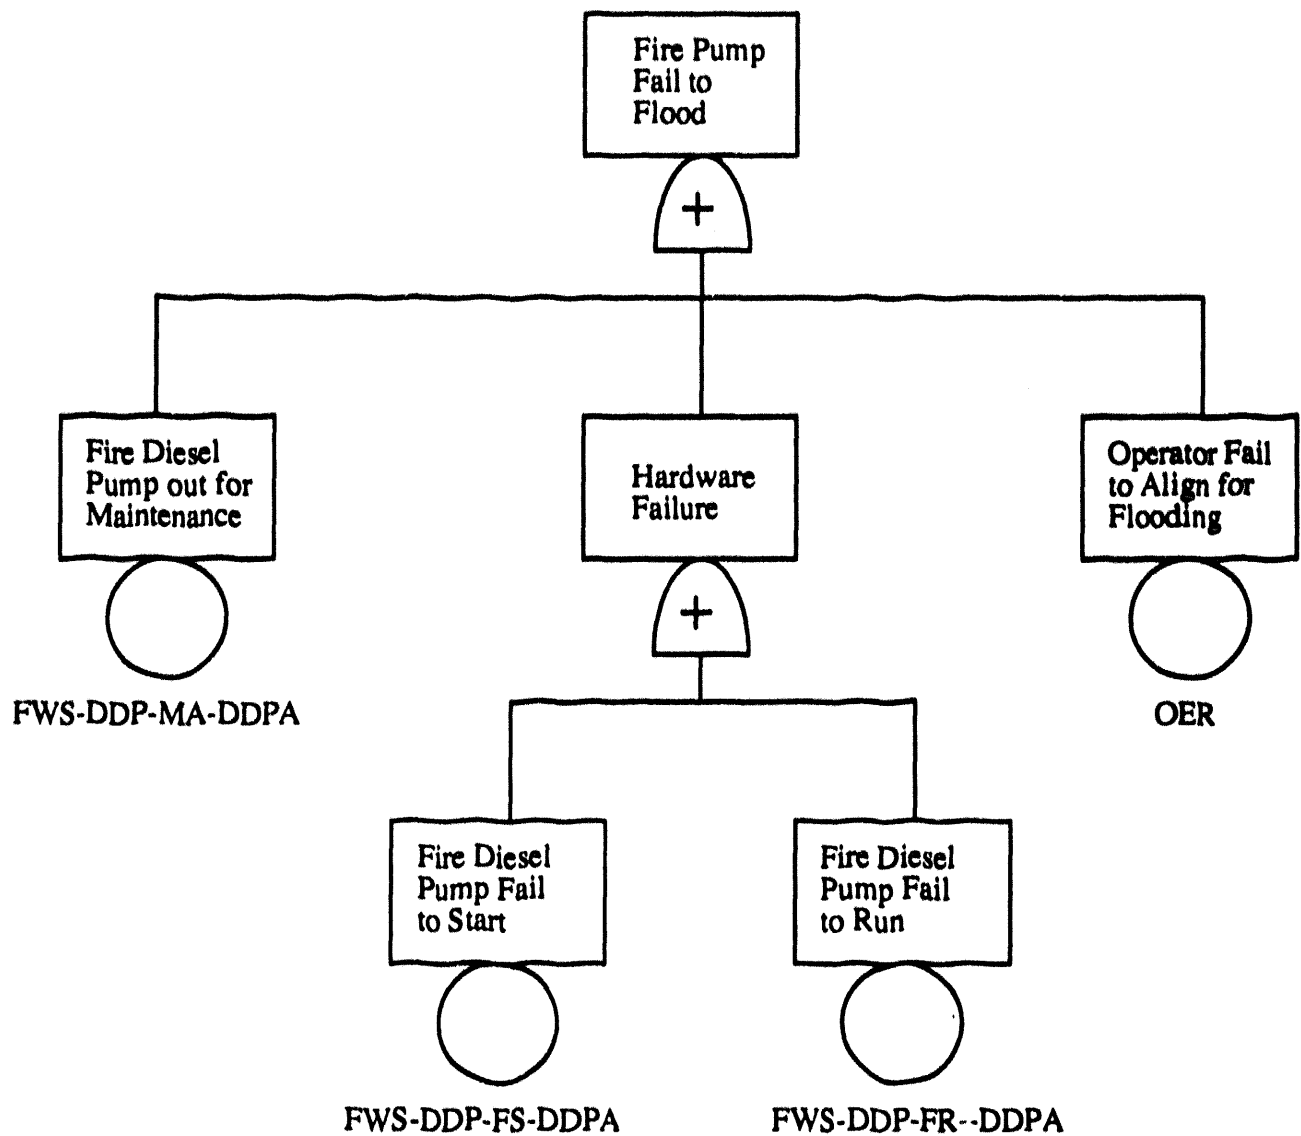 Fire Pump
Fail to
Flood
+
Fire Diesel
Pump out for
Maintenance
Hardware
Failure
Operator Fail
to Align for
Flooding
+
FWS-DDP-MA-DDPA
OER
Fire Diesel
Pump Fail
to Start
Fire Diesel
Pump Fail
to Run
FWS-DDP-FS-DDPA
FWS-DDP-FR--DDPA